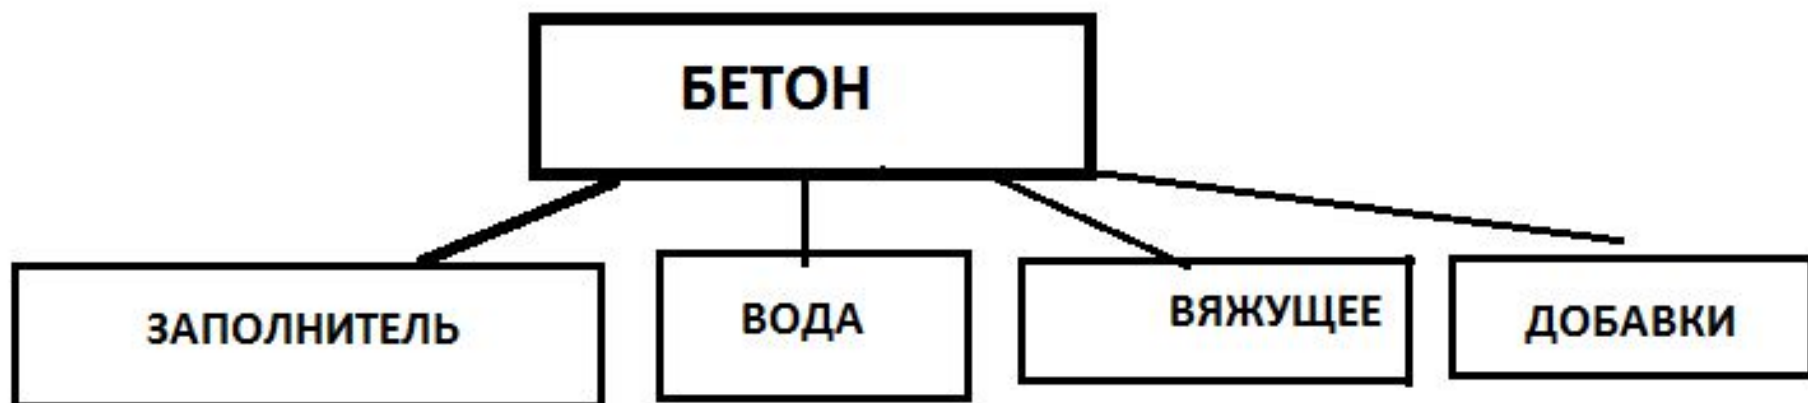 БЕТОН
ЗАПОЛНИТЕЛЬ
ВОДА
ВЯЖУЩЕЕ
ДОБАВКИ